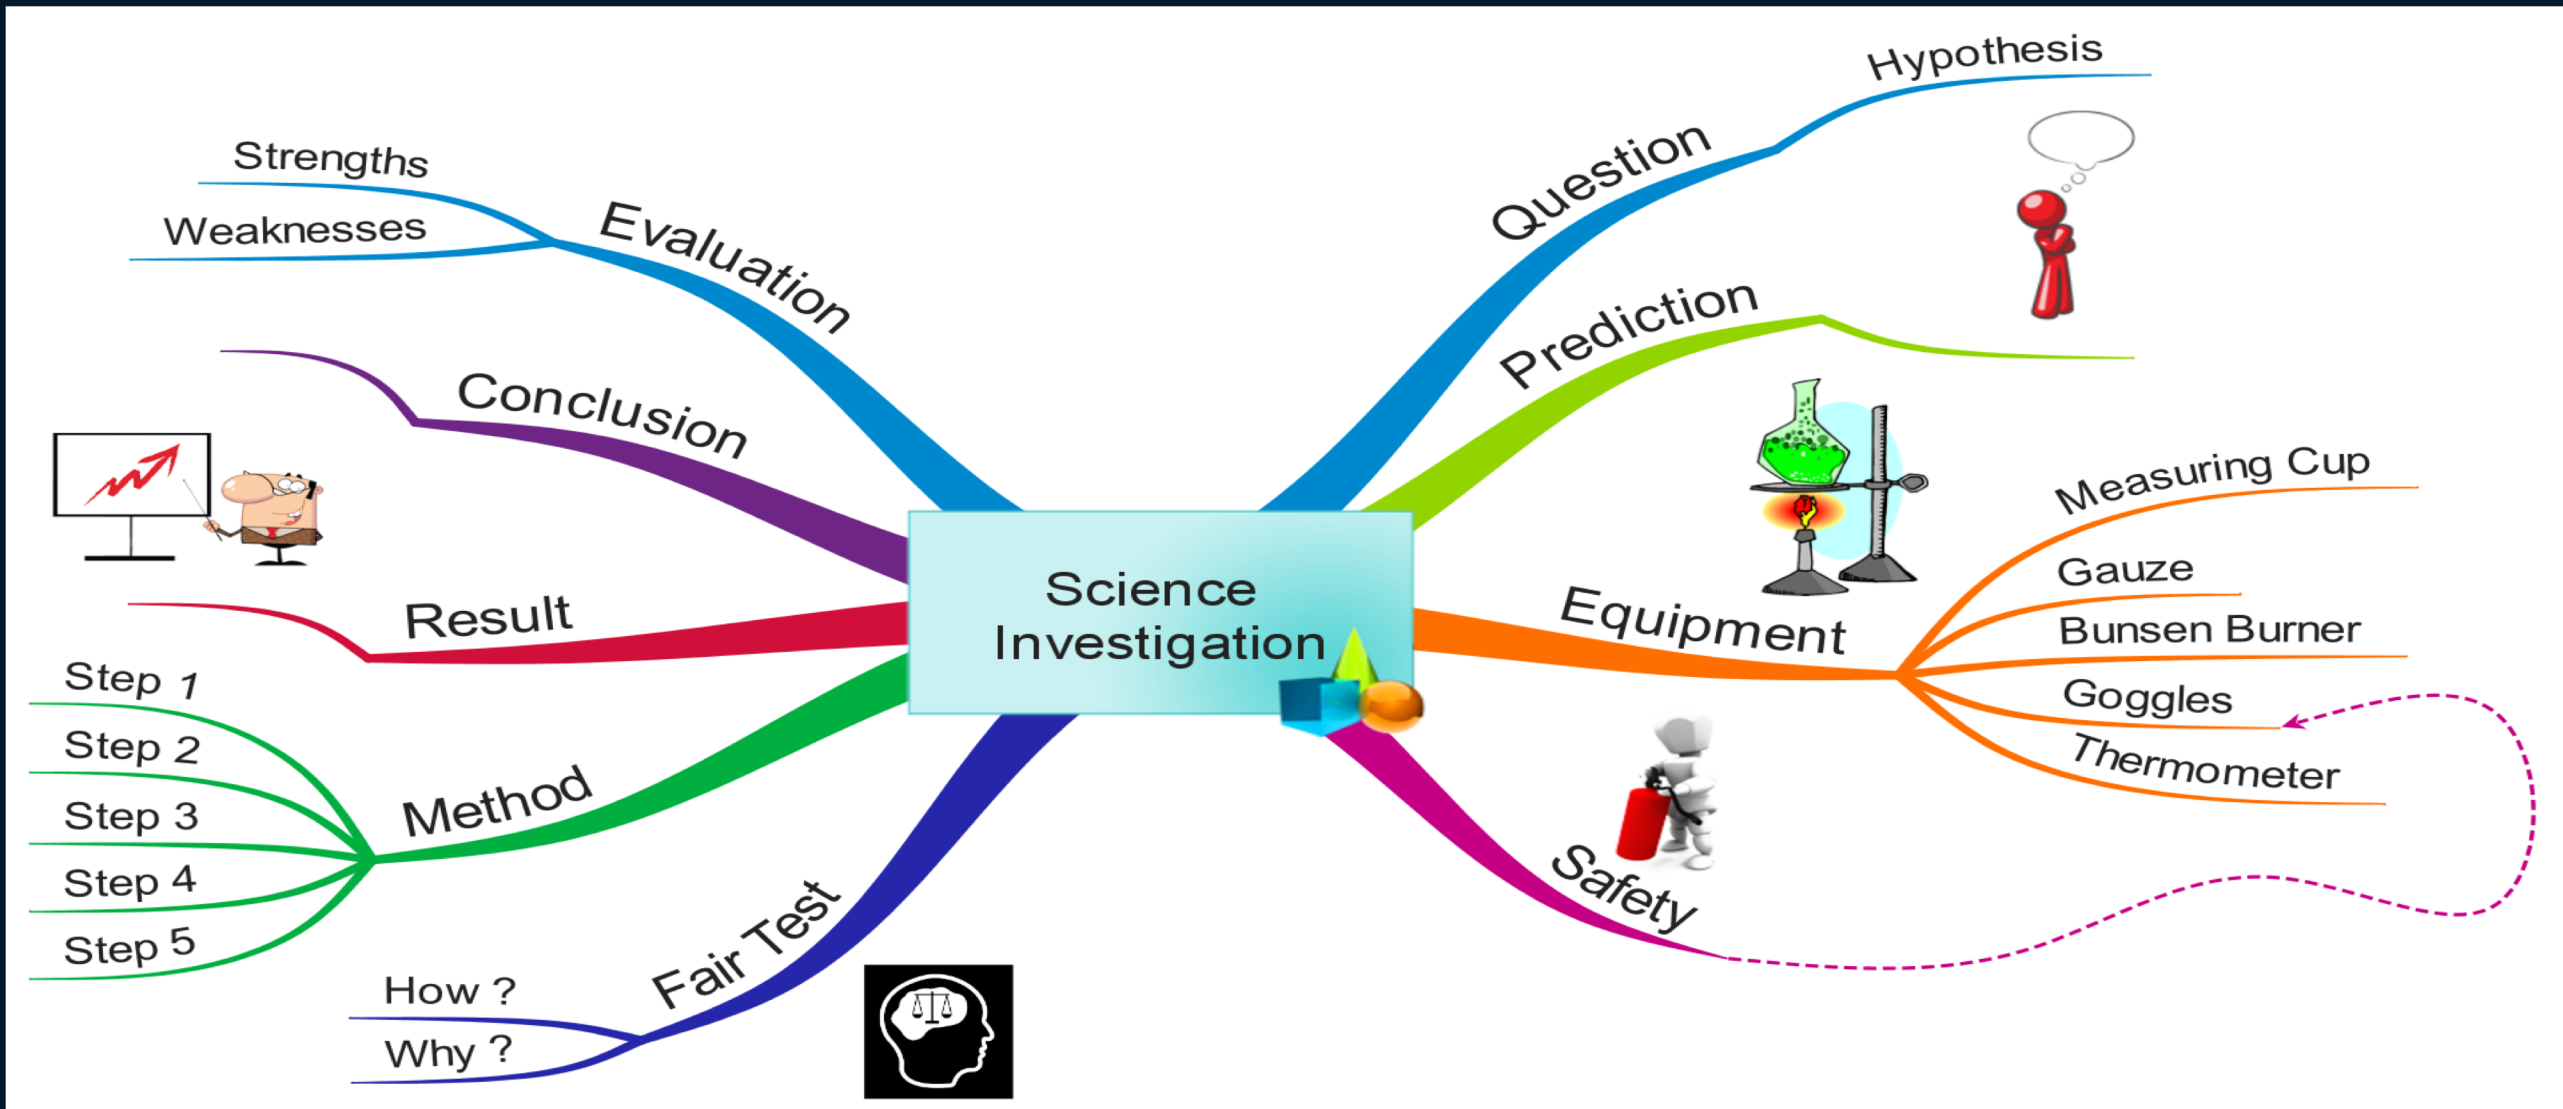 Science
Investigation
Question
Hypothesis
Prediction
Equipment
Measuring Cup
Gauze
Bunsen Burner
Goggles
Thermometer
Safety
Fair Test
How ?
Why ?
Method
Step 1
Step 2
Step 3
Step 4
Step 5
Result
Conclusion
Evaluation
Strengths
Weaknesses